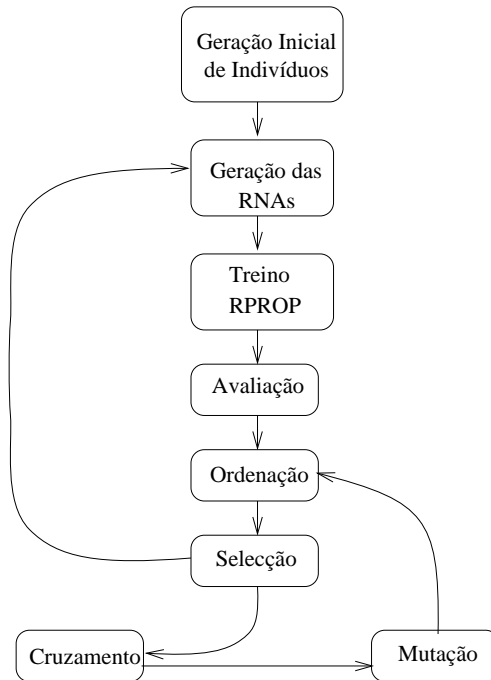 Geração Inicial
de Indivíduos
Geração das
RNAs
Treino
RPROP
Avaliação
Ordenação
Selecção
Cruzamento
Mutação